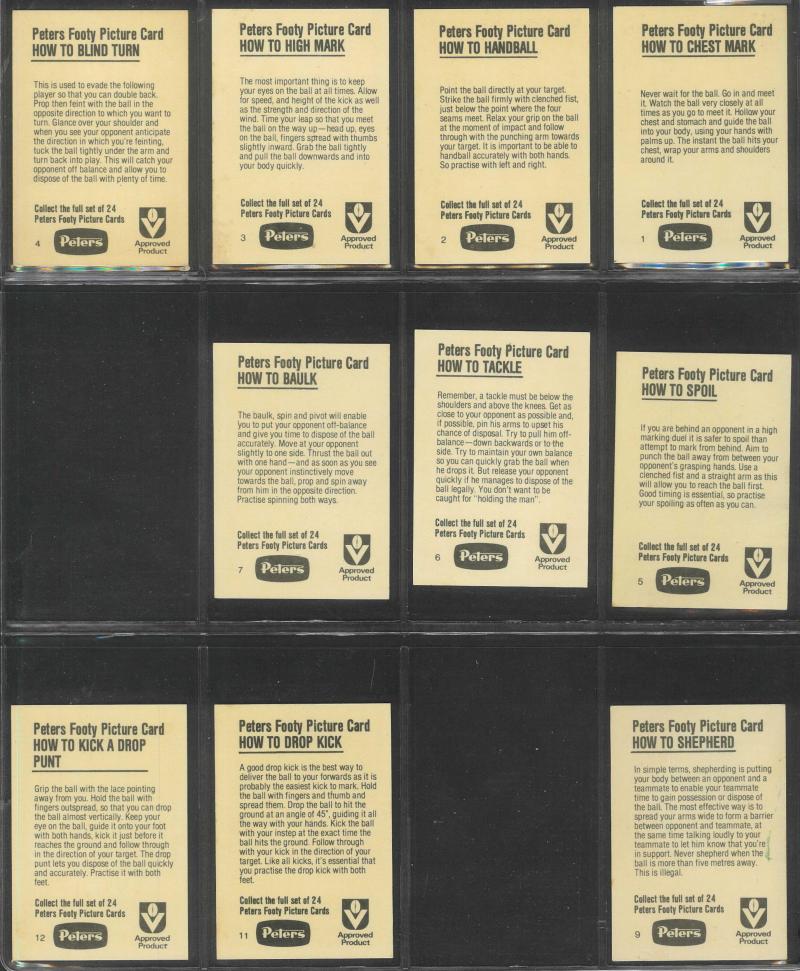 Peters Footy Picture Card
HOW TO BLIND TURN
This is used to evade the following
player so that you can double back.
Prop then feint with the ball in the
opposite direction to which you want to
turn. Glance over your shoulder and
when you see your opponent anticipate
the direction in which you're feinting,
tuck the ball tightly under the arm and
turn back into play. This will catch your
opponent off balance and allow you to
dispose of the ball with plenty of time.
Collect the full set of 24
Peters Footy Picture Cards
4
Peters
Approved
Product
Peters Footy Picture Card
HOW TO HIGH MARK
The most important thing is to keep
your eyes on the ball at all times. Allow
for speed, and height of the kick as well
as the strength and direction of the
wind. Time your leap so that you meet
the ball on the way up—head up, eyes
on the ball, fingers spread with thumbs
slightly inward. Grab the ball tightly
and pull the ball downwards and into
your body quickly.
Collect the full set of 24
Peters Footy Picture Cards
3
Peters
Approved
Product
Peters Footy Picture Card
HOW TO HANDBALL
Point the ball directly at your target.
Strike the ball firmly with clenched fist,
just below the point where the four
seams meet. Relax your grip on the ball
at the moment of impact and follow
through with the punching arm towards
your target. It is important to be able to
handball accurately with both hands.
So practise with left and right.
Collect the full set of 24
Peters Footy Picture Cards
2
Peters
Approved
Product
Peters Footy Picture Card
HOW TO CHEST MARK
Never wait for the ball. Go in and meet
it. Watch the ball very closely at all
times as you go to meet it. Hollow your
chest and stomach and guide the ball
into your body, using your hands with
palms up. The instant the ball hits your
chest, wrap your arms and shoulders
around it.
Collect the full set of 24
Peters Footy Picture Cards
1
Peters
Approved
Product
Peters Footy Picture Card
HOW TO BAULK
The baulk, spin and pivot will enable
you to put your opponent off-balance
and give you time to dispose of the ball
accurately. Move at your opponent
slightly to one side. Thrust the ball out
with one hand—and as soon as you see
your opponent instinctively move
towards the ball, prop and spin away
from him in the opposite direction.
Practise spinning both ways.
Collect the full set of 24
Peters Footy Picture Cards
7
Peters
Approved
Product
Peters Footy Picture Card
HOW TO TACKLE
Remember, a tackle must be below the
shoulders and above the knees. Get as
close to your opponent as possible and,
if possible, pin his arms to upset his
chance of disposal. Try to pull him off-
balance—down backwards or to the
side. Try to maintain your own balance
so you can quickly grab the ball when
he drops it. But release your opponent
quickly if he manages to dispose of the
ball legally. You don't want to be
caught for "holding the man".
Collect the full set of 24
Peters Footy Picture Cards
6
Peters
Approved
Product
Peters Footy Picture Card
HOW TO SPOIL
If you are behind an opponent in a high
marking duel it is safer to spoil than
attempt to mark from behind. Aim to
punch the ball away from between your
opponent's grasping hands. Use a
clenched fist and a straight arm as this
will allow you to reach the ball first.
Good timing is essential, so practise
your spoiling as often as you can.
Collect the full set of 24
Peters Footy Picture Cards
5
Peters
Approved
Product
Peters Footy Picture Card
HOW TO KICK A DROP
PUNT
Grip the ball with the lace pointing
away from you. Hold the ball with
fingers outspread, so that you can drop
the ball almost vertically. Keep your
eye on the ball, guide it onto your foot
with both hands, kick it just before it
reaches the ground and follow through
in the direction of your target. The drop
punt lets you dispose of the ball quickly
and accurately. Practise it with both
feet.
Collect the full set of 24
Peters Footy Picture Cards
12
Peters
Approved
Product
Peters Footy Picture Card
HOW TO DROP KICK
A good drop kick is the best way to
deliver the ball to your forwards as it is
probably the easiest kick to mark. Hold
the ball with fingers and thumb and
spread them. Drop the ball to hit the
ground at an angle of 45°, guiding it all
the way with your hands. Kick the ball
with your instep at the exact time the
ball hits the ground. Follow through
with your kick in the direction of your
target. Like all kicks, it's essential that
you practise the drop kick with both
feet.
Collect the full set of 24
Peters Footy Picture Cards
11
Peters
Approved
Product
Peters Footy Picture Card
HOW TO SHEPHERD
In simple terms, shepherding is putting
your body between an opponent and a
teammate to enable your teammate
time to gain possession or dispose of
the ball. The most effective way is to
spread your arms wide to form a barrier
between opponent and teammate, at
the same time talking loudly to your
teammate to let him know that you're
in support. Never shepherd when the
ball is more than five metres away.
This is illegal.
Collect the full set of 24
Peters Footy Picture Cards
9
Peters
Approved
Product